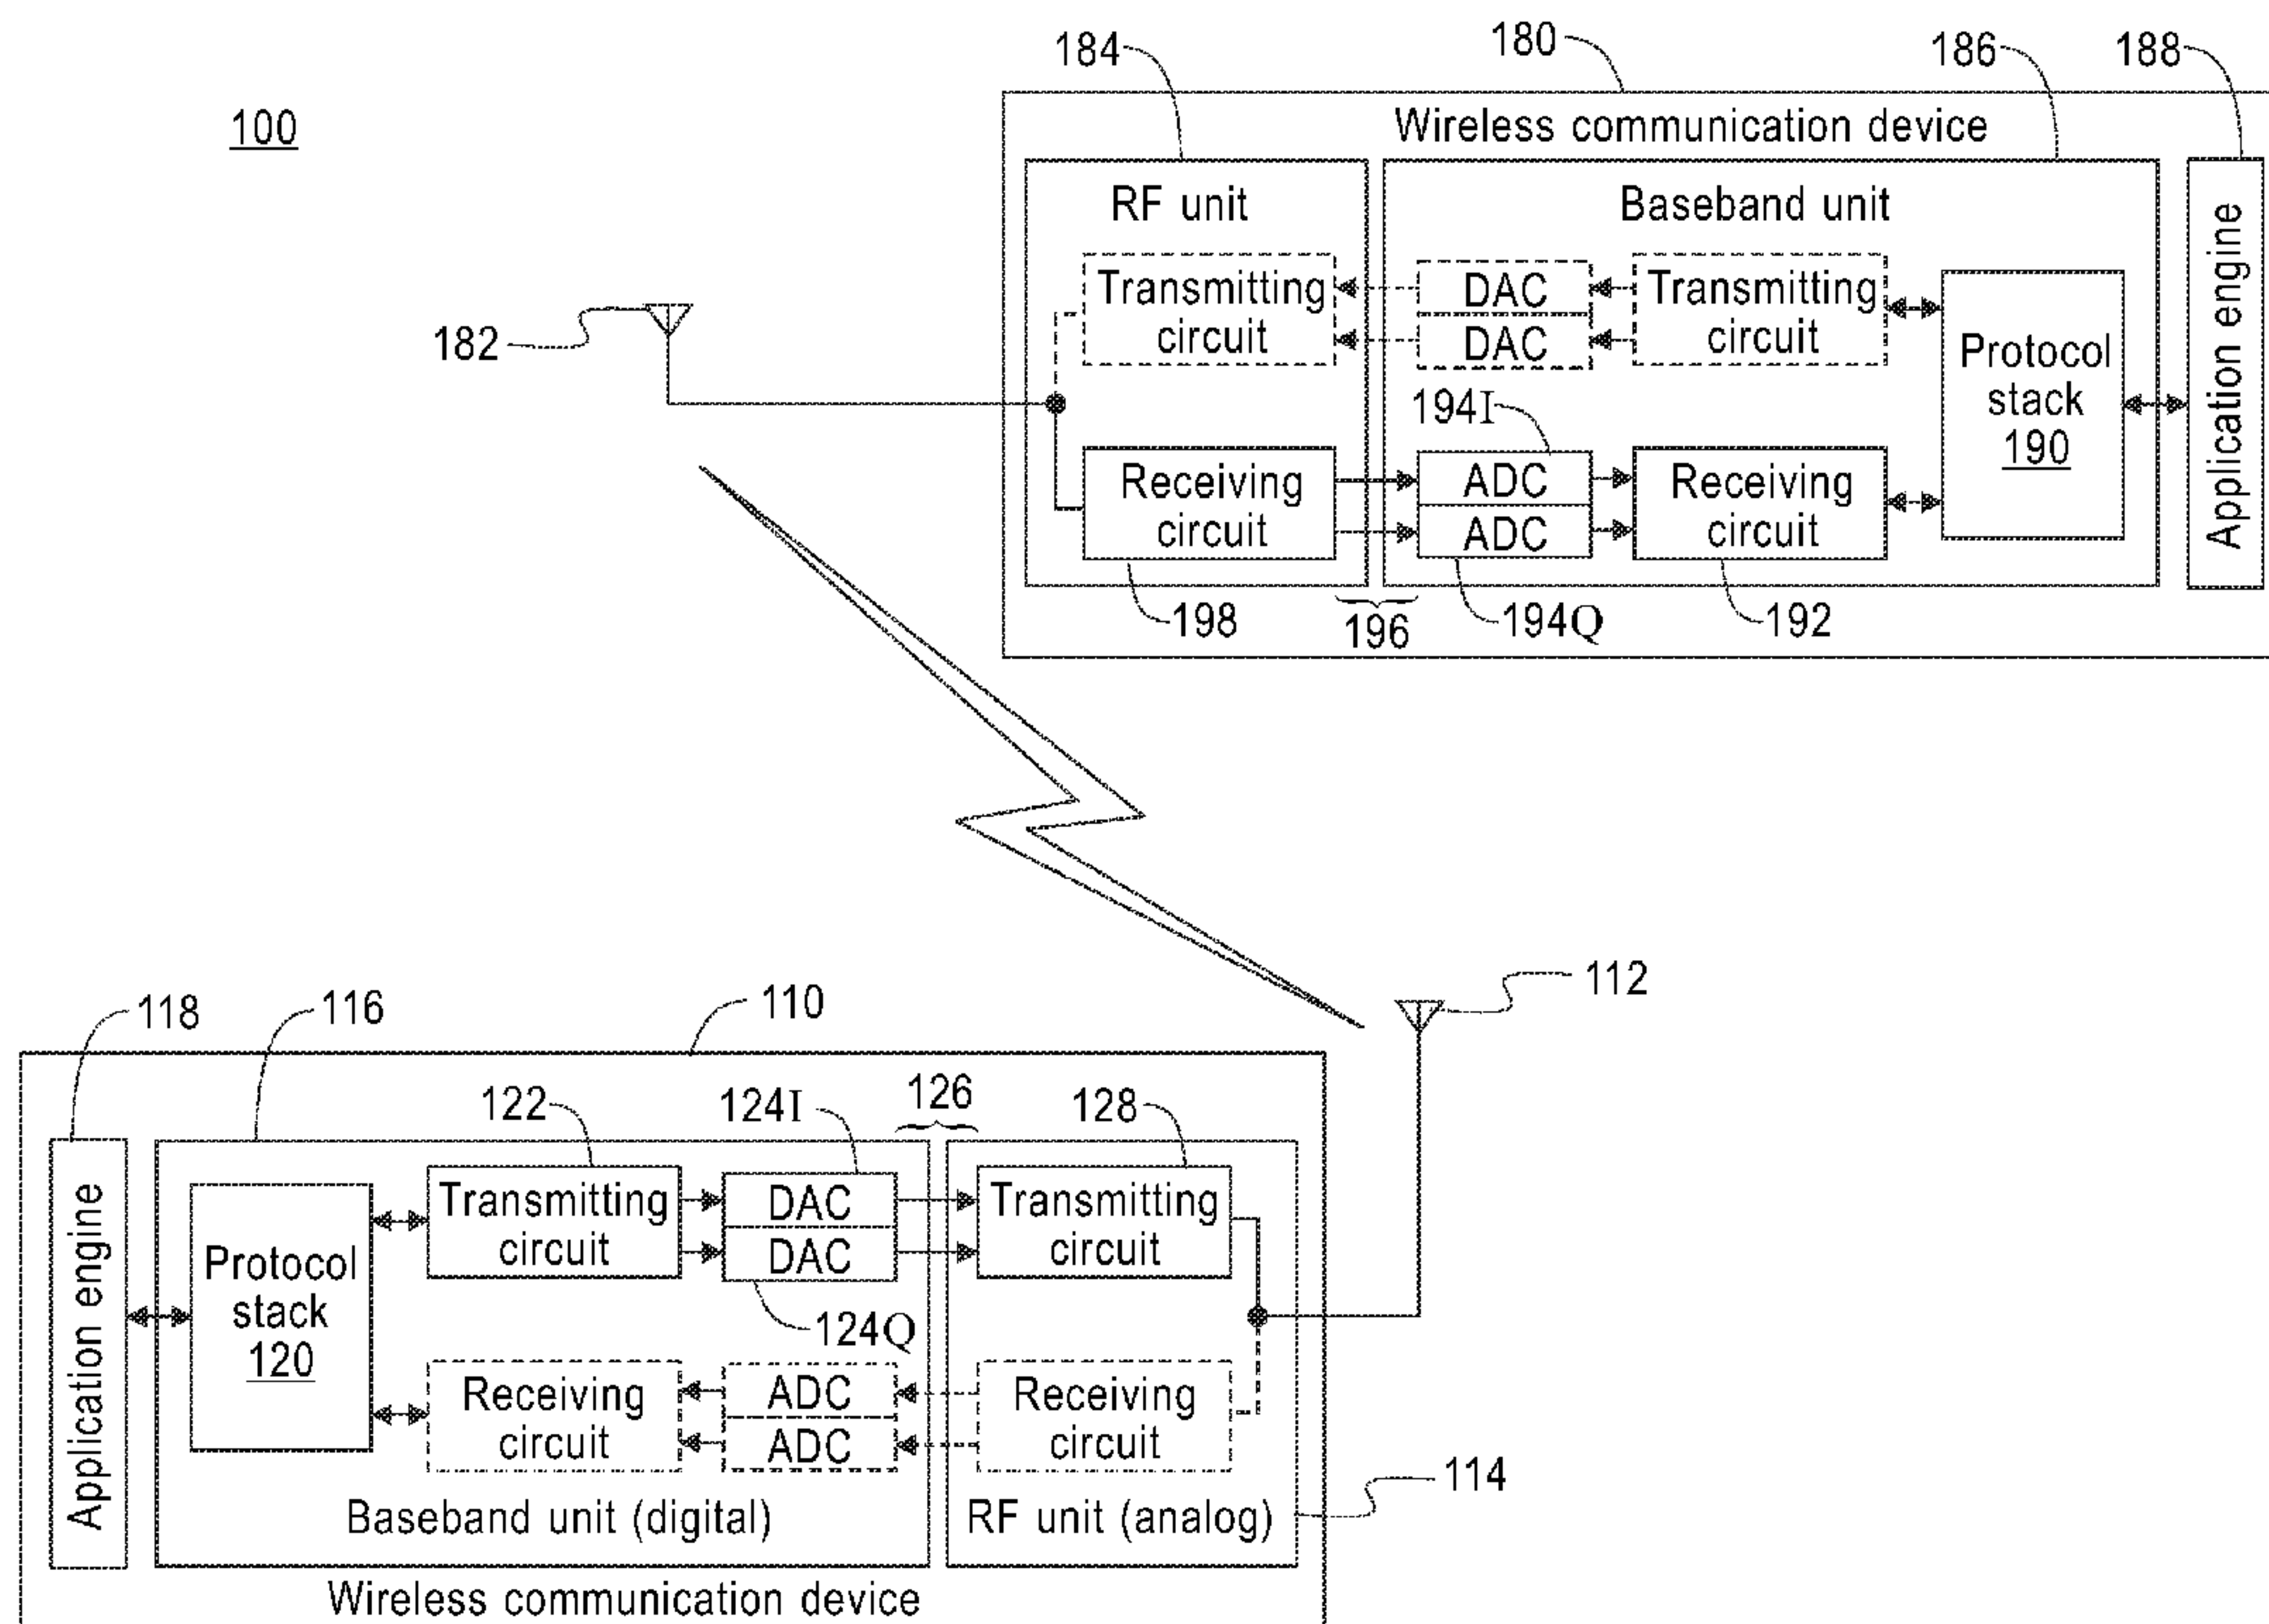 184
180
186
188
100
Wireless communication device
RF unit
Baseband unit
Application engine
Transmitting
circuit
DAC
DAC
Transmitting
circuit
182
Protocol
stack
190
194I
Receiving
circuit
ADC
ADC
Receiving
circuit
198
196
194Q
192
112
118
116
110
122
124I
126
128
Application engine
Transmitting
circuit
DAC
DAC
Transmitting
circuit
Protocol
stack
120
124Q
Receiving
circuit
ADC
ADC
Receiving
circuit
114
Baseband unit (digital)
RF unit (analog)
Wireless communication device